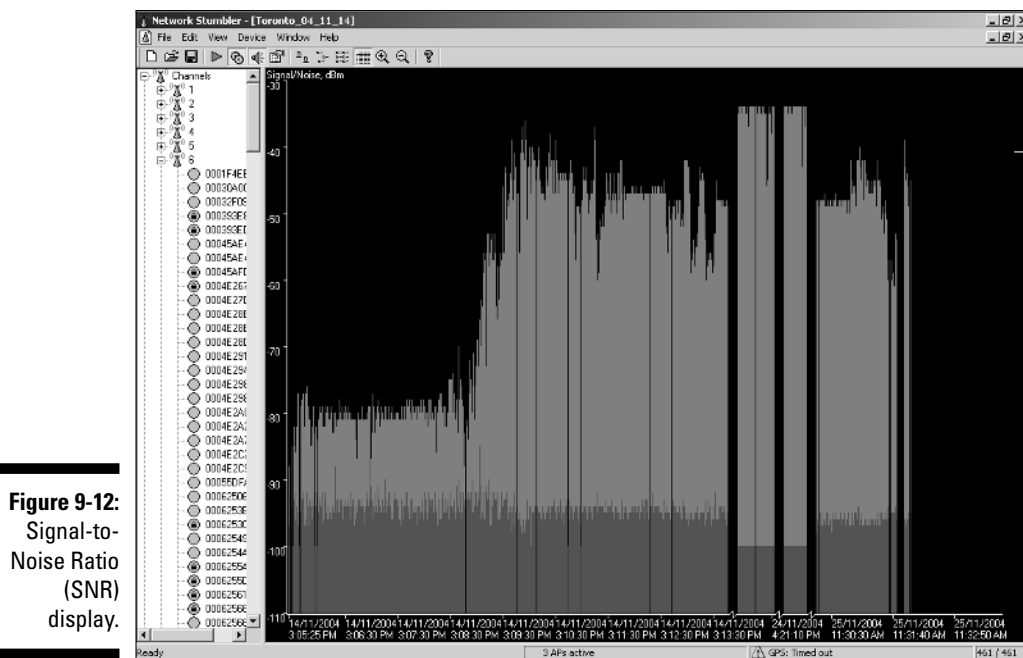 Network Stumbler - [Toronto_04_11_14]
File Edit View Device Window Help
Channels
1
2
3
4
5
6
0001F4EE
00030A00
00032F09
000393E8
000393ED
00045AE4
00045AE4
00045AFD
0004E267
0004E27D
0004E28E
0004E28E
0004E28D
0004E291
0004E294
0004E298
0004E298
0004E2A
0004E2A2
0004E2A2
0004E2C2
0004E2C9
00055DFA
00062506
0006253E
00062530
00062549
00062544
00062554
0006255D
00062561
00062566
00062568
Signal/Noise, dBm
-30
-40
-50
-60
-70
-80
-90
-100
-110
14/11/2004 14/11/2004 14/11/2004 14/11/2004 14/11/2004 14/11/2004 14/11/2004 14/11/2004 14/11/2004 24/11/2004 25/11/2004 25/11/2004 25/11/2004
3:05:25 PM 3:06:30 PM 3:07:30 PM 3:08:30 PM 3:09:30 PM 3:10:30 PM 3:11:30 PM 3:12:30 PM 3:13:30 PM 4:21:10 PM 11:30:30 AM 11:31:40 AM 11:32:50 AM
Ready
3 APs active
GPS: Timed out
461 / 461
Figure 9-12:
Signal-to-
Noise Ratio
(SNR)
display.